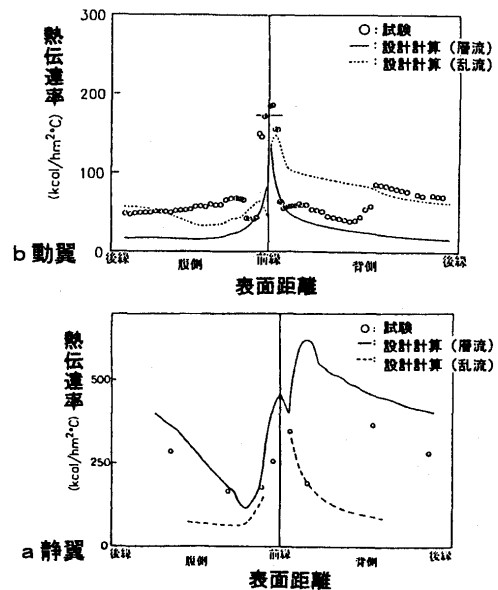 300
200
100
0
熱伝達率 (kcal/hm²°C)
○：試験
—：設計計算（層流）
……：設計計算（乱流）
b 動翼
後縁 腹側 前縁 背側 後縁
表面距離
500
250
0
熱伝達率 (kcal/hm²°C)
○：試験
—：設計計算（層流）
---：設計計算（乱流）
a 静翼
後縁 腹側 前縁 背側 後縁
表面距離